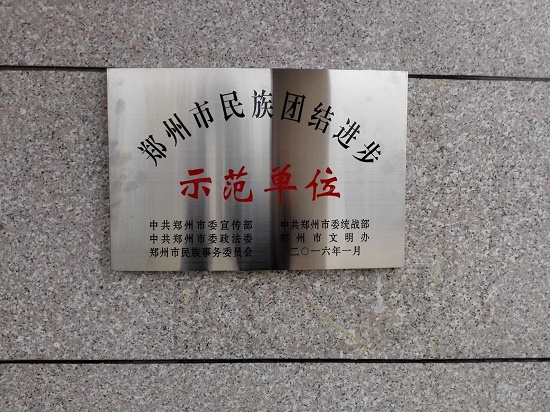 郑州市民族团结进步
示范单位
中共郑州市委宣传部 中共郑州市委统战部
中共郑州市委政法委 郑州市文明办
郑州市民族事务委员会 二〇一六年一月